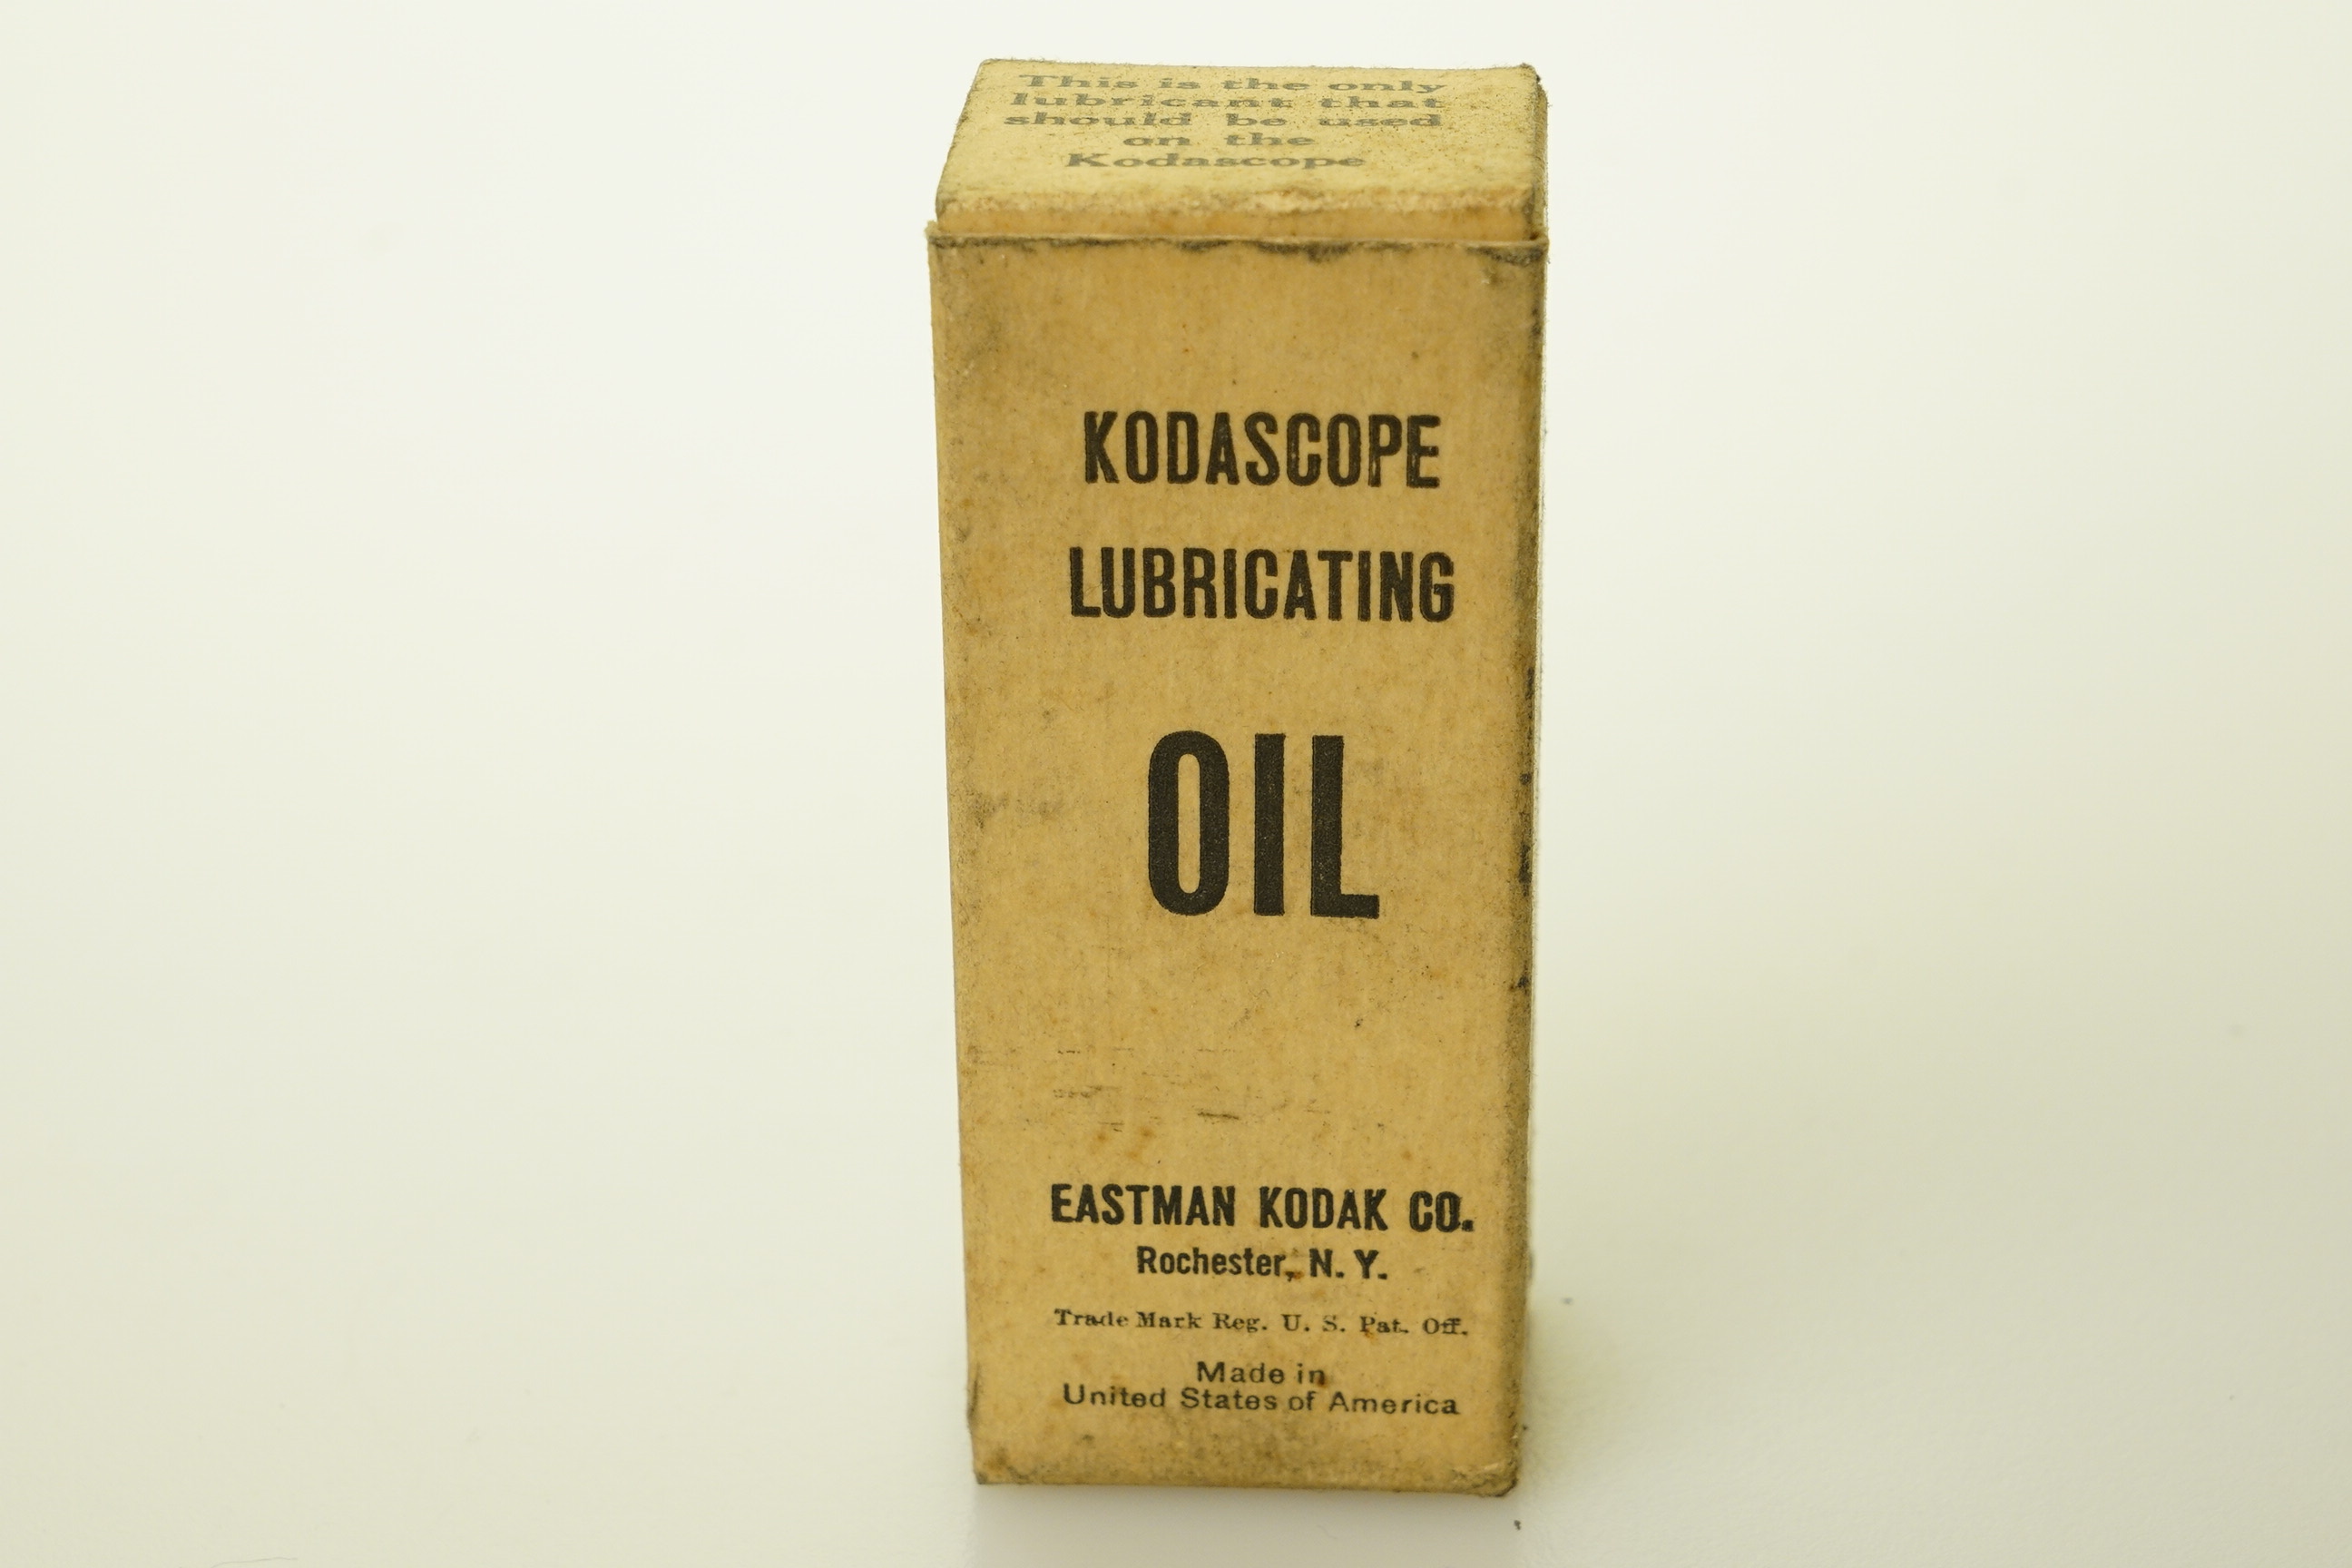 This is the only
lubricant that
should be used
on the
Kodascope
KODASCOPE
LUBRICATING
OIL
EASTMAN KODAK CO.
Rochester, N. Y.
Trade Mark Reg. U. S. Pat. Off.
Made in
United States of America